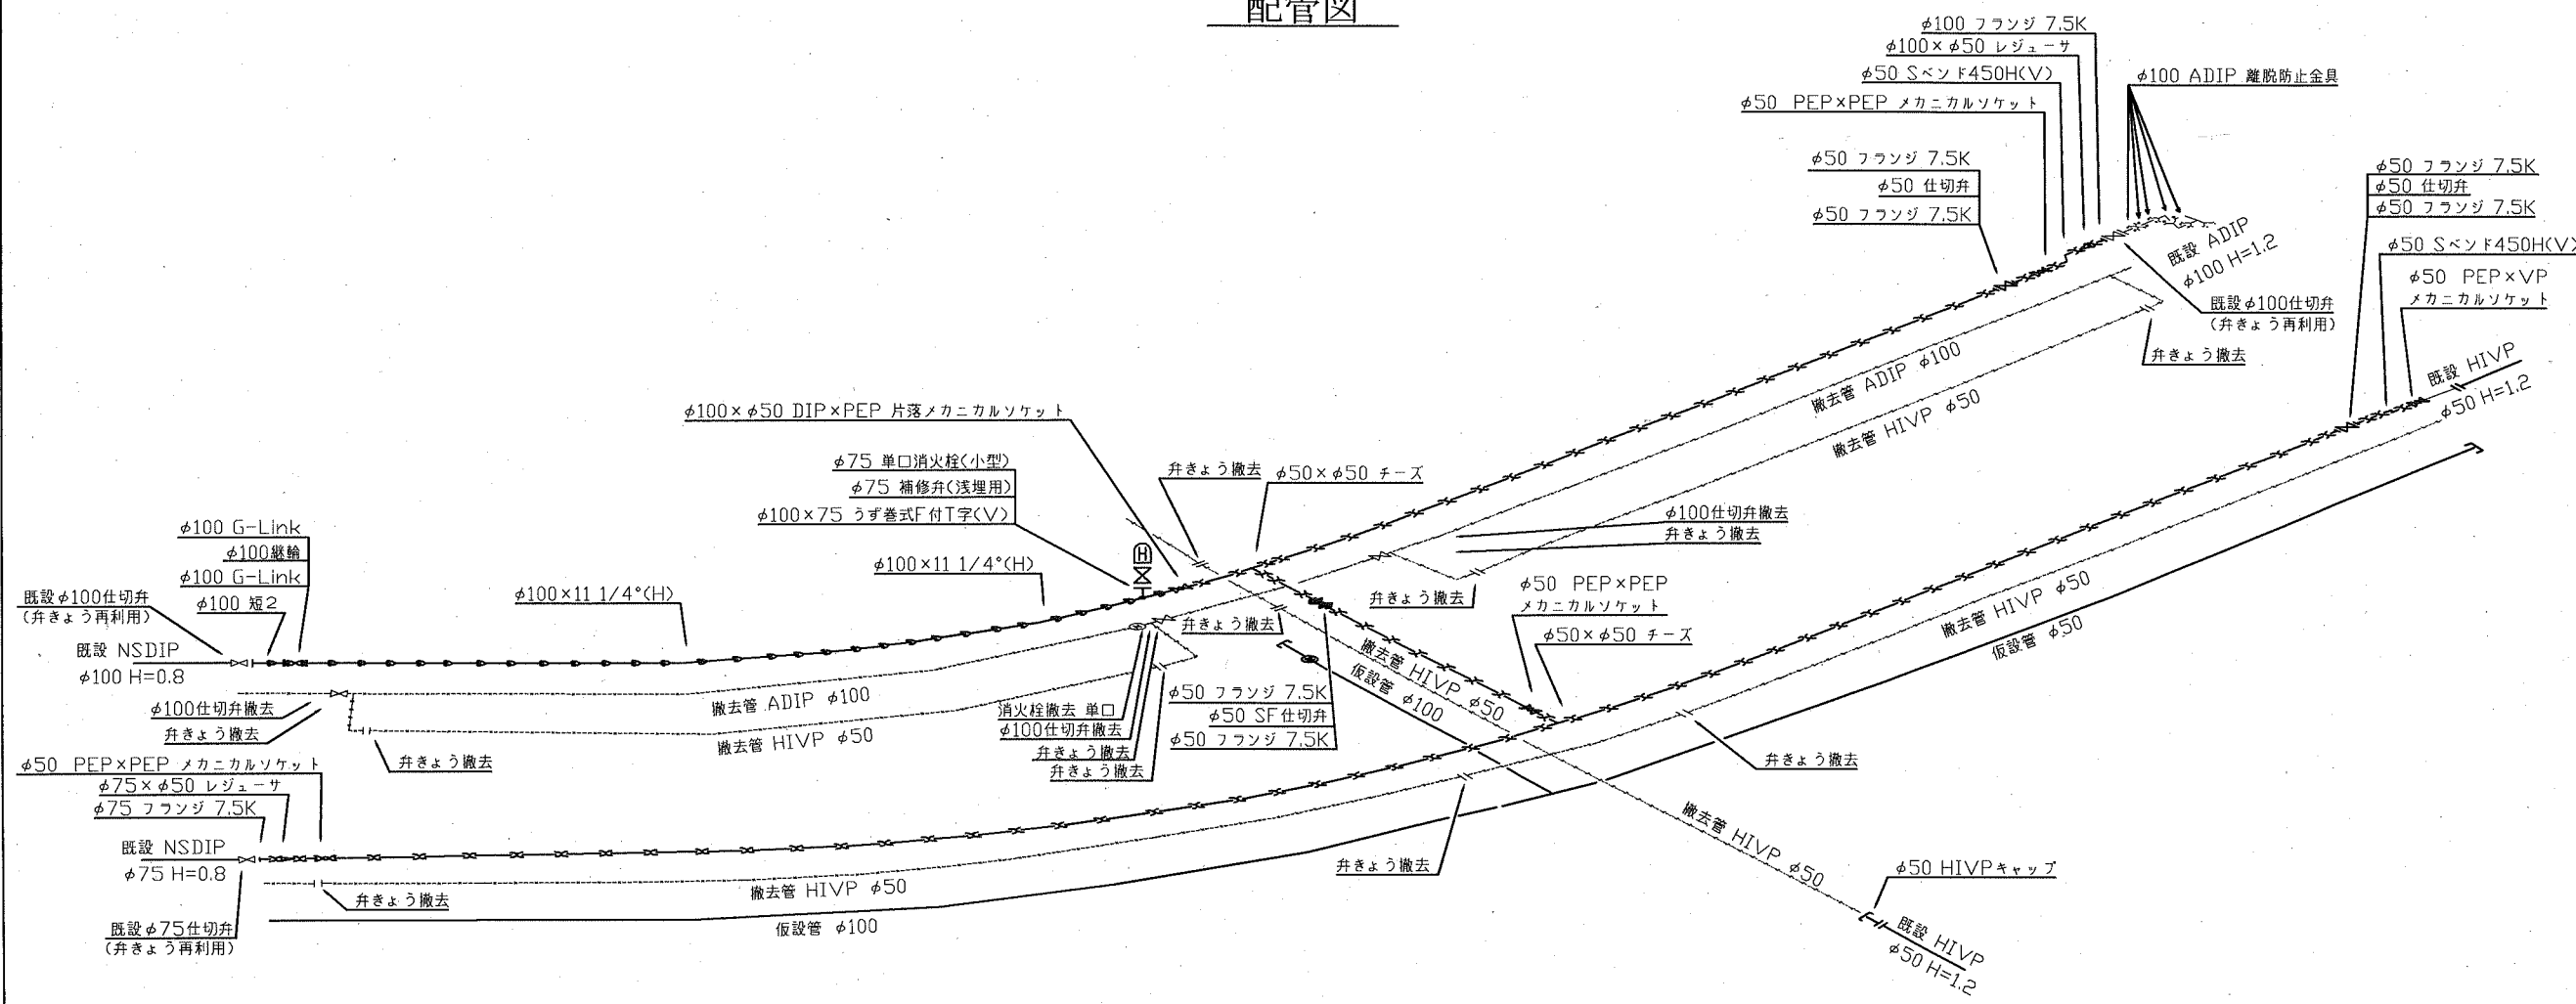 配管図
φ100 フランジ 7.5K
φ100×φ50 レジューサ
φ50 Sベンド450H(V)
φ50 PEP×PEP メカニカルソケット
φ100 ADIP 離脱防止金具
φ50 フランジ 7.5K
φ50 仕切弁
φ50 フランジ 7.5K
φ50 フランジ 7.5K
φ50 仕切弁
φ50 フランジ 7.5K
φ50 Sベンド450H(V)
φ50 PEP×VP
メカニカルソケット
既設 ADIP
φ100 H=1.2
既設φ100仕切弁
(弁きょう再利用)
弁きょう撤去
既設 HIVP
φ50 H=1.2
撤去管 ADIP φ100
撤去管 HIVP φ50
φ100×φ50 DIP×PEP 片落メカニカルソケット
φ75 単口消火栓(小型)
φ75 補修弁(浅埋用)
φ100×75 うず巻式F付T字(V)
弁きょう撤去
φ50×φ50 チーズ
φ100仕切弁撤去
弁きょう撤去
H
φ100 G-Link
φ100継輪
φ100 G-Link
φ100 短2
φ100×11 1/4°(H)
φ100×11 1/4°(H)
既設φ100仕切弁
(弁きょう再利用)
既設 NSDIP
φ100 H=0.8
φ100仕切弁撤去
弁きょう撤去
弁きょう撤去
撤去管 ADIP φ100
撤去管 HIVP φ50
消火栓撤去 単口
φ100仕切弁撤去
弁きょう撤去
弁きょう撤去
弁きょう撤去
弁きょう撤去
φ50 PEP×PEP
メカニカルソケット
φ50×φ50 チーズ
φ50 フランジ 7.5K
φ50 SF仕切弁
φ50 フランジ 7.5K
撤去管 HIVP φ50
仮設管 φ100
撤去管 HIVP φ50
仮設管 φ50
弁きょう撤去
φ50 PEP×PEP メカニカルソケット
φ75×φ50 レジューサ
φ75 フランジ 7.5K
既設 NSDIP
φ75 H=0.8
既設φ75仕切弁
(弁きょう再利用)
弁きょう撤去
撤去管 HIVP φ50
仮設管 φ100
弁きょう撤去
撤去管 HIVP φ50
φ50 HIVPキャップ
既設 HIVP
φ50 H=1.2